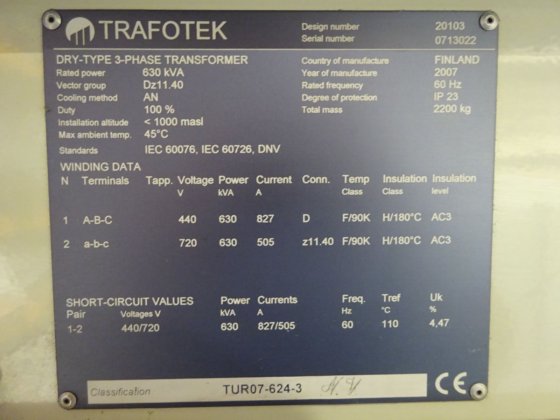 TRAFOTEK
Design number 20103
Serial number 0713022
DRY-TYPE 3-PHASE TRANSFORMER
Rated power 630 kVA
Vector group Dz11.40
Cooling method AN
Duty 100 %
Installation altitude < 1000 masl
Max ambient temp. 45°C
Standards IEC 60076, IEC 60726, DNV
Country of manufacture FINLAND
Year of manufacture 2007
Rated frequency 60 Hz
Degree of protection IP 23
Total mass 2200 kg
WINDING DATA
N Terminals Tapp. Voltage Power Current Conn. Temp Insulation Insulation
V kVA A Class Class level
1 A-B-C 440 630 827 D F/90K H/180°C AC3
2 a-b-c 720 630 505 z11.40 F/90K H/180°C AC3
SHORT-CIRCUIT VALUES Power Currents Freq. Tref Uk
Pair Voltages V kVA A Hz °C %
1-2 440/720 630 827/505 60 110 4,47
Classification TUR07-624-3
CE